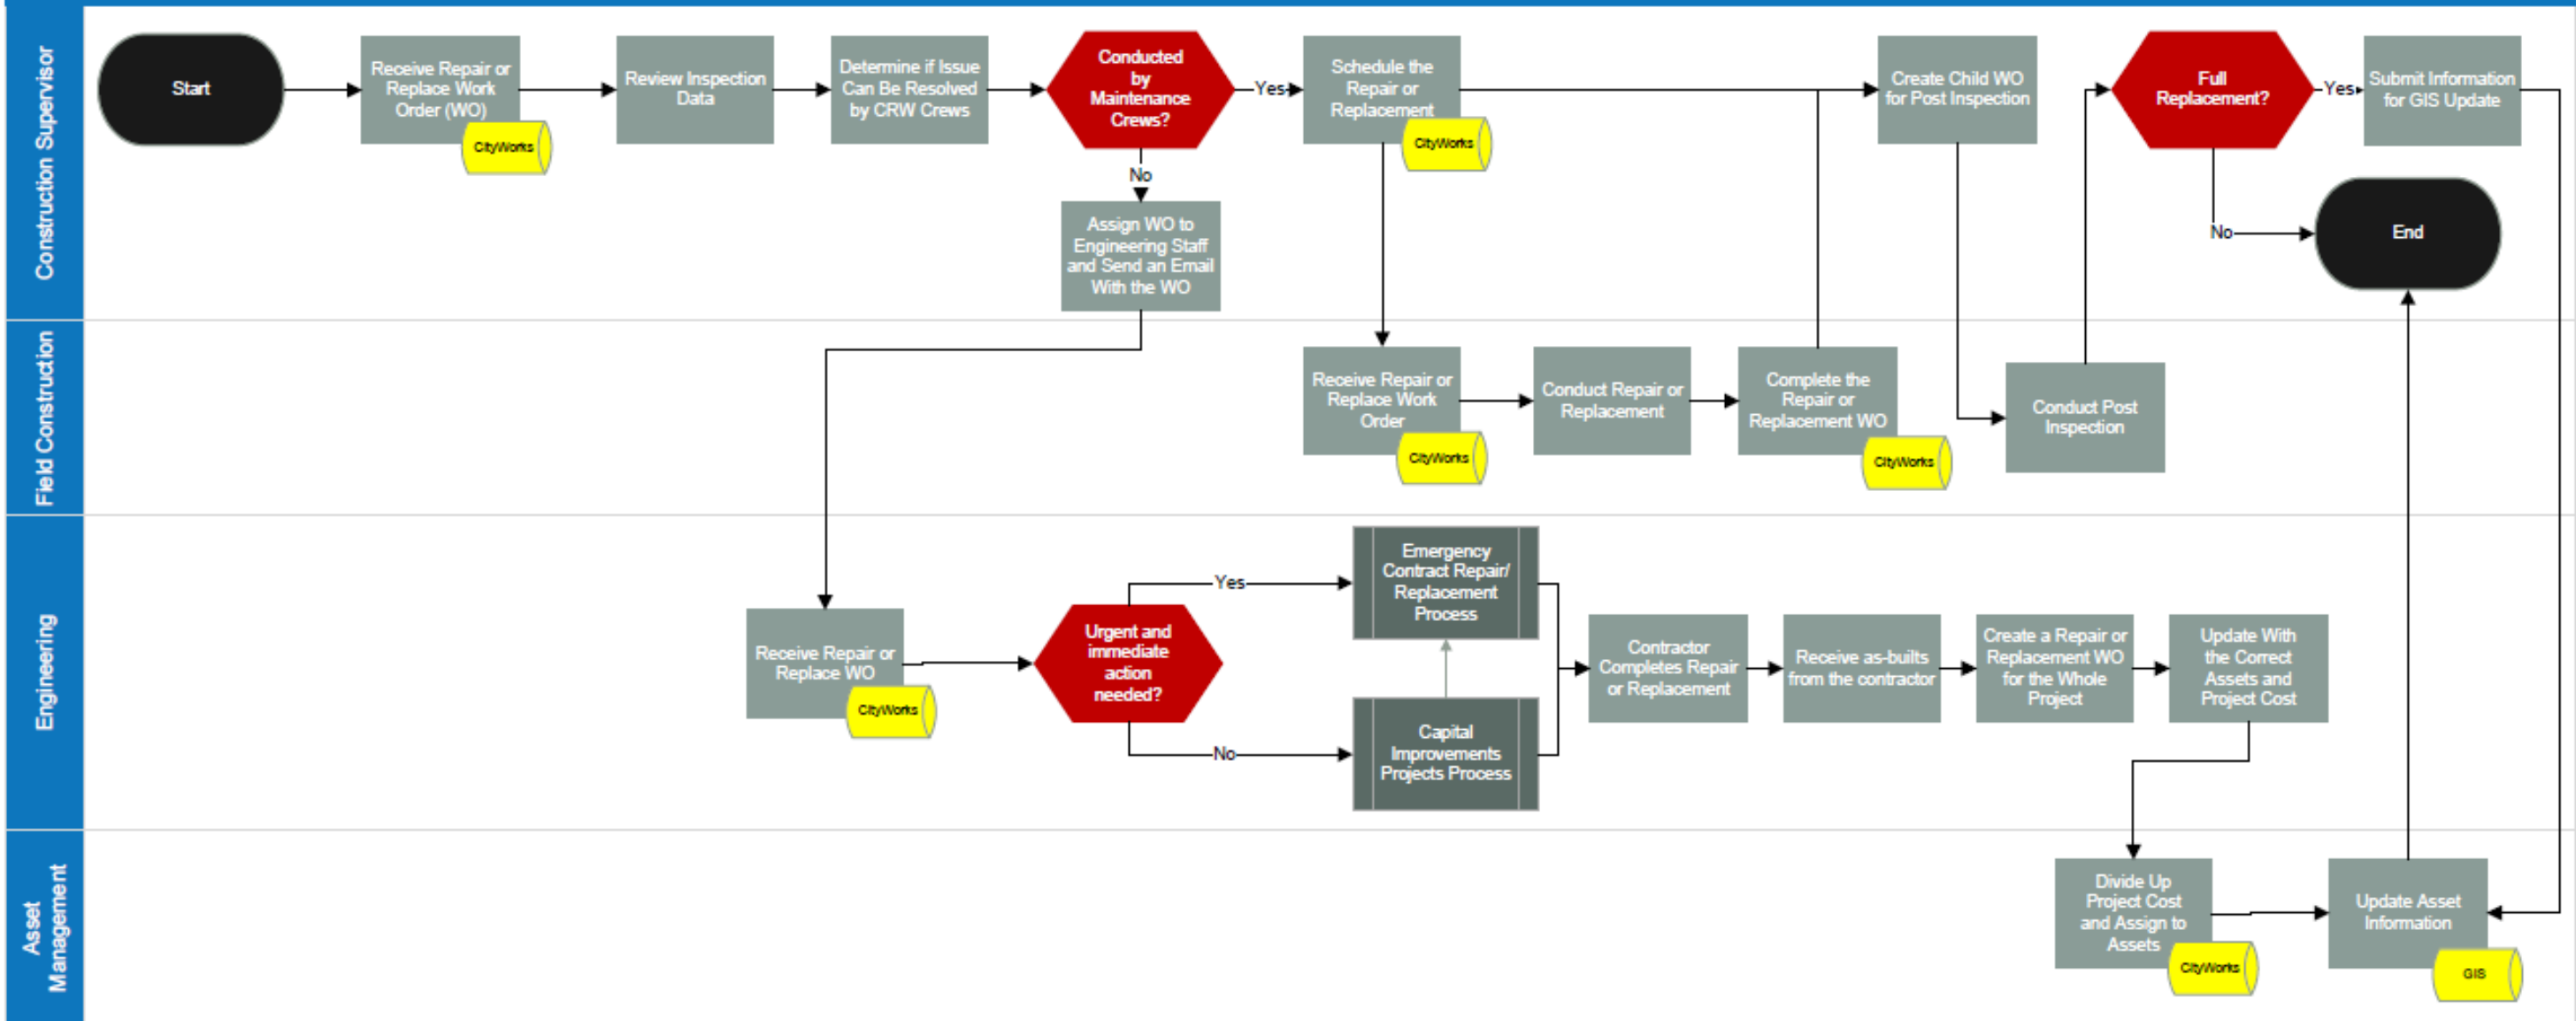 Construction Supervisor
Start
Receive Repair or
Replace Work
Order (WO)
CityWorks
Review Inspection
Data
Determine if Issue
Can Be Resolved
by CRW Crews
Conducted
by
Maintenance
Crews?
Yes
No
Assign WO to
Engineering Staff
and Send an Email
With the WO
Schedule the
Repair or
Replacement
CityWorks
Create Child WO
for Post Inspection
Full
Replacement?
Yes
No
Submit Information
for GIS Update
End
Field Construction
Receive Repair or
Replace Work
Order
CityWorks
Conduct Repair or
Replacement
Complete the
Repair or
Replacement WO
CityWorks
Conduct Post
Inspection
Engineering
Receive Repair or
Replace WO
CityWorks
Urgent and
immediate
action
needed?
Yes
No
Emergency
Contract Repair/
Replacement
Process
Capital
Improvements
Projects Process
Contractor
Completes Repair
or Replacement
Receive as-builts
from the contractor
Create a Repair or
Replacement WO
for the Whole
Project
Update With
the Correct
Assets and
Project Cost
Asset
Management
Divide Up
Project Cost
and Assign to
Assets
CityWorks
Update Asset
Information
GIS